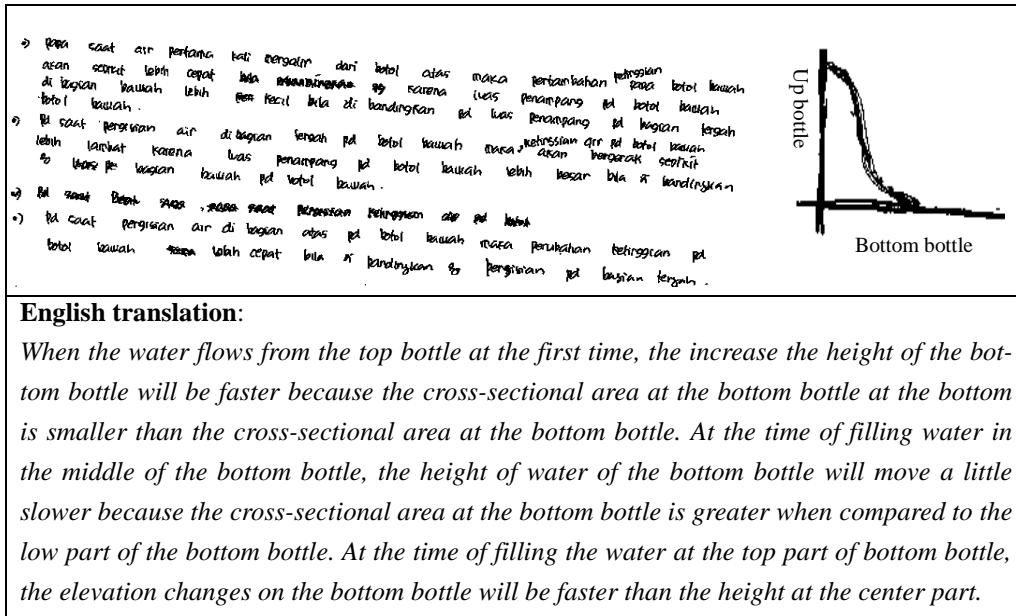 •) pada saat air pertama kali mengalir dari botol atas maka pertambahan ketinggian pada botol bawah
akan sedikit lebih cepat bila karena luas penampang pd botol bawah
di bagian bawah lebih kecil bila di bandingkan pd luas penampang pd bagian tengah
botol bawah.
•) Pd saat pengisian air di bagian tengah pd botol bawah maka ketinggian air pd botol bawah akan bergerak sedikit
lebih lambat karena luas penampang pd botol bawah lebih besar bila di bandingkan
dg bagian bawah pd botol bawah.
•) Pd saat pengisian ketinggian air pd botol
•) Pd saat pengisian air di bagian atas pd botol bawah maka perubahan ketinggian pd
botol bawah lebih cepat bila di bandingkan dg pengisian pd bagian tengah.
Up bottle
Bottom bottle
English translation:
When the water flows from the top bottle at the first time, the increase the height of the bot-
tom bottle will be faster because the cross-sectional area at the bottom bottle at the bottom
is smaller than the cross-sectional area at the bottom bottle. At the time of filling water in
the middle of the bottom bottle, the height of water of the bottom bottle will move a little
slower because the cross-sectional area at the bottom bottle is greater when compared to the
low part of the bottom bottle. At the time of filling the water at the top part of bottom bottle,
the elevation changes on the bottom bottle will be faster than the height at the center part.